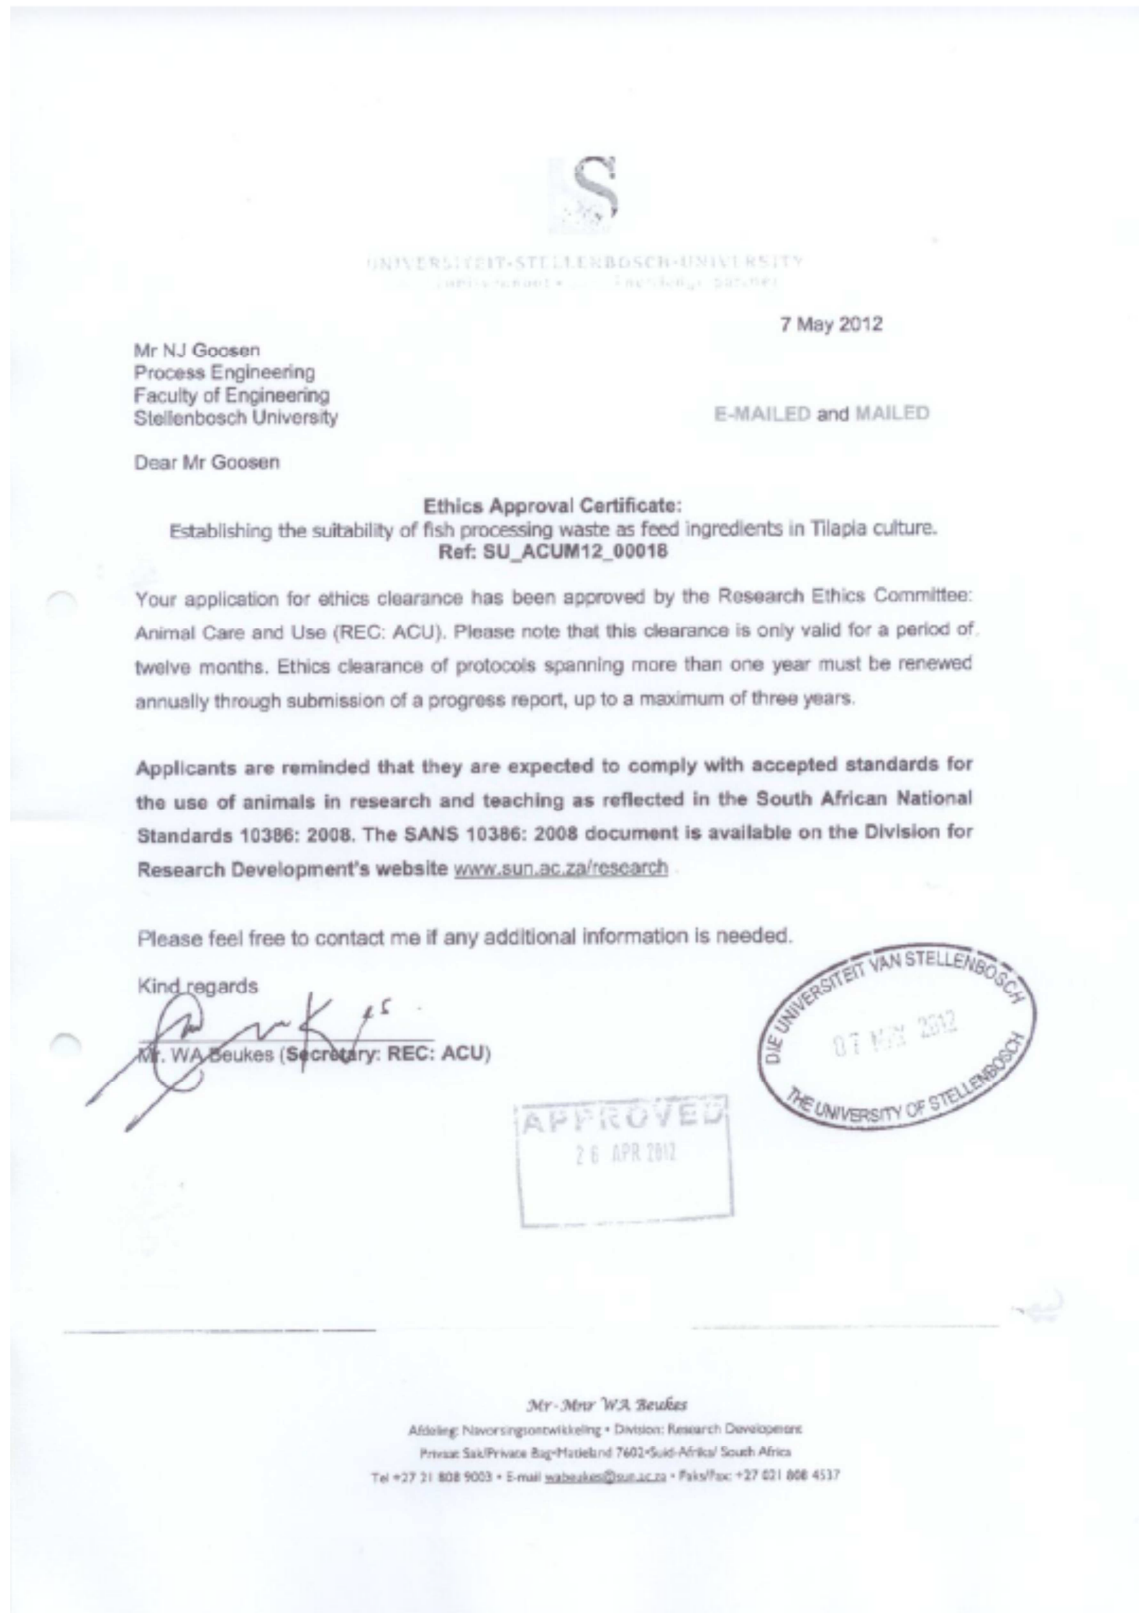 S
UNIVERSITEIT•STELLENBOSCH•UNIVERSITY
7 May 2012
Mr NJ Goosen
Process Engineering
Faculty of Engineering
Stellenbosch University
E-MAILED and MAILED
Dear Mr Goosen
Ethics Approval Certificate:
Establishing the suitability of fish processing waste as feed ingredients in Tilapia culture.
Ref: SU_ACUM12_00018
Your application for ethics clearance has been approved by the Research Ethics Committee:
Animal Care and Use (REC: ACU). Please note that this clearance is only valid for a period of
twelve months. Ethics clearance of protocols spanning more than one year must be renewed
annually through submission of a progress report, up to a maximum of three years.
Applicants are reminded that they are expected to comply with accepted standards for
the use of animals in research and teaching as reflected in the South African National
Standards 10386: 2008. The SANS 10386: 2008 document is available on the Division for
Research Development's website www.sun.ac.za/research.
Please feel free to contact me if any additional information is needed.
Kind regards
Mr. WA Beukes (Secretary: REC: ACU)
DIE UNIVERSITEIT VAN STELLENBOSCH
07 MAY 2012
THE UNIVERSITY OF STELLENBOSCH
APPROVED
26 APR 2012
Mr-Mnr WA Beukes
Afdeling: Navorsingsontwikkeling • Division: Research Development
Privaat Sak/Private Bag•Matieland 7602•Suid-Afrika/ South Africa
Tel +27 21 808 9003 • E-mail wabeukes@sun.ac.za • Faks/Fax: +27 021 808 4537